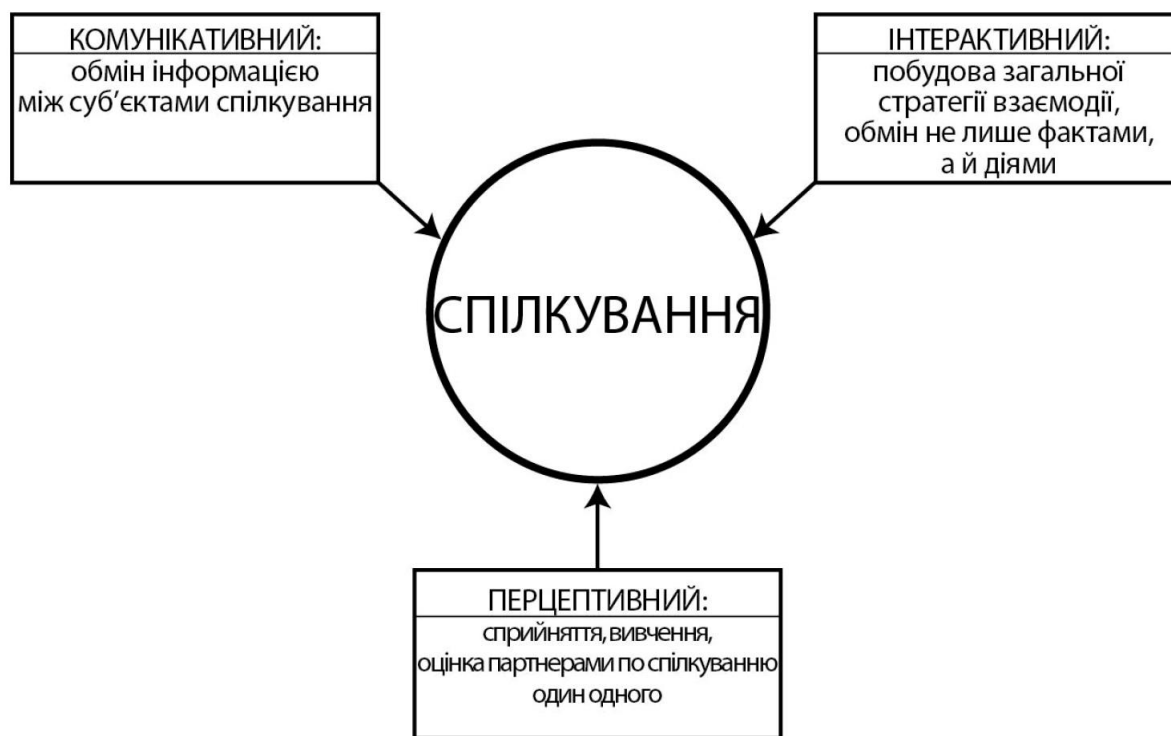 КОМУНІКАТИВНИЙ:
обмін інформацією
між суб’єктами спілкування
ІНТЕРАКТИВНИЙ:
побудова загальної
стратегії взаємодії,
обмін не лише фактами,
а й діями
СПІЛКУВАННЯ
ПЕРЦЕПТИВНИЙ:
сприйняття, вивчення,
оцінка партнерами по спілкуванню
один одного